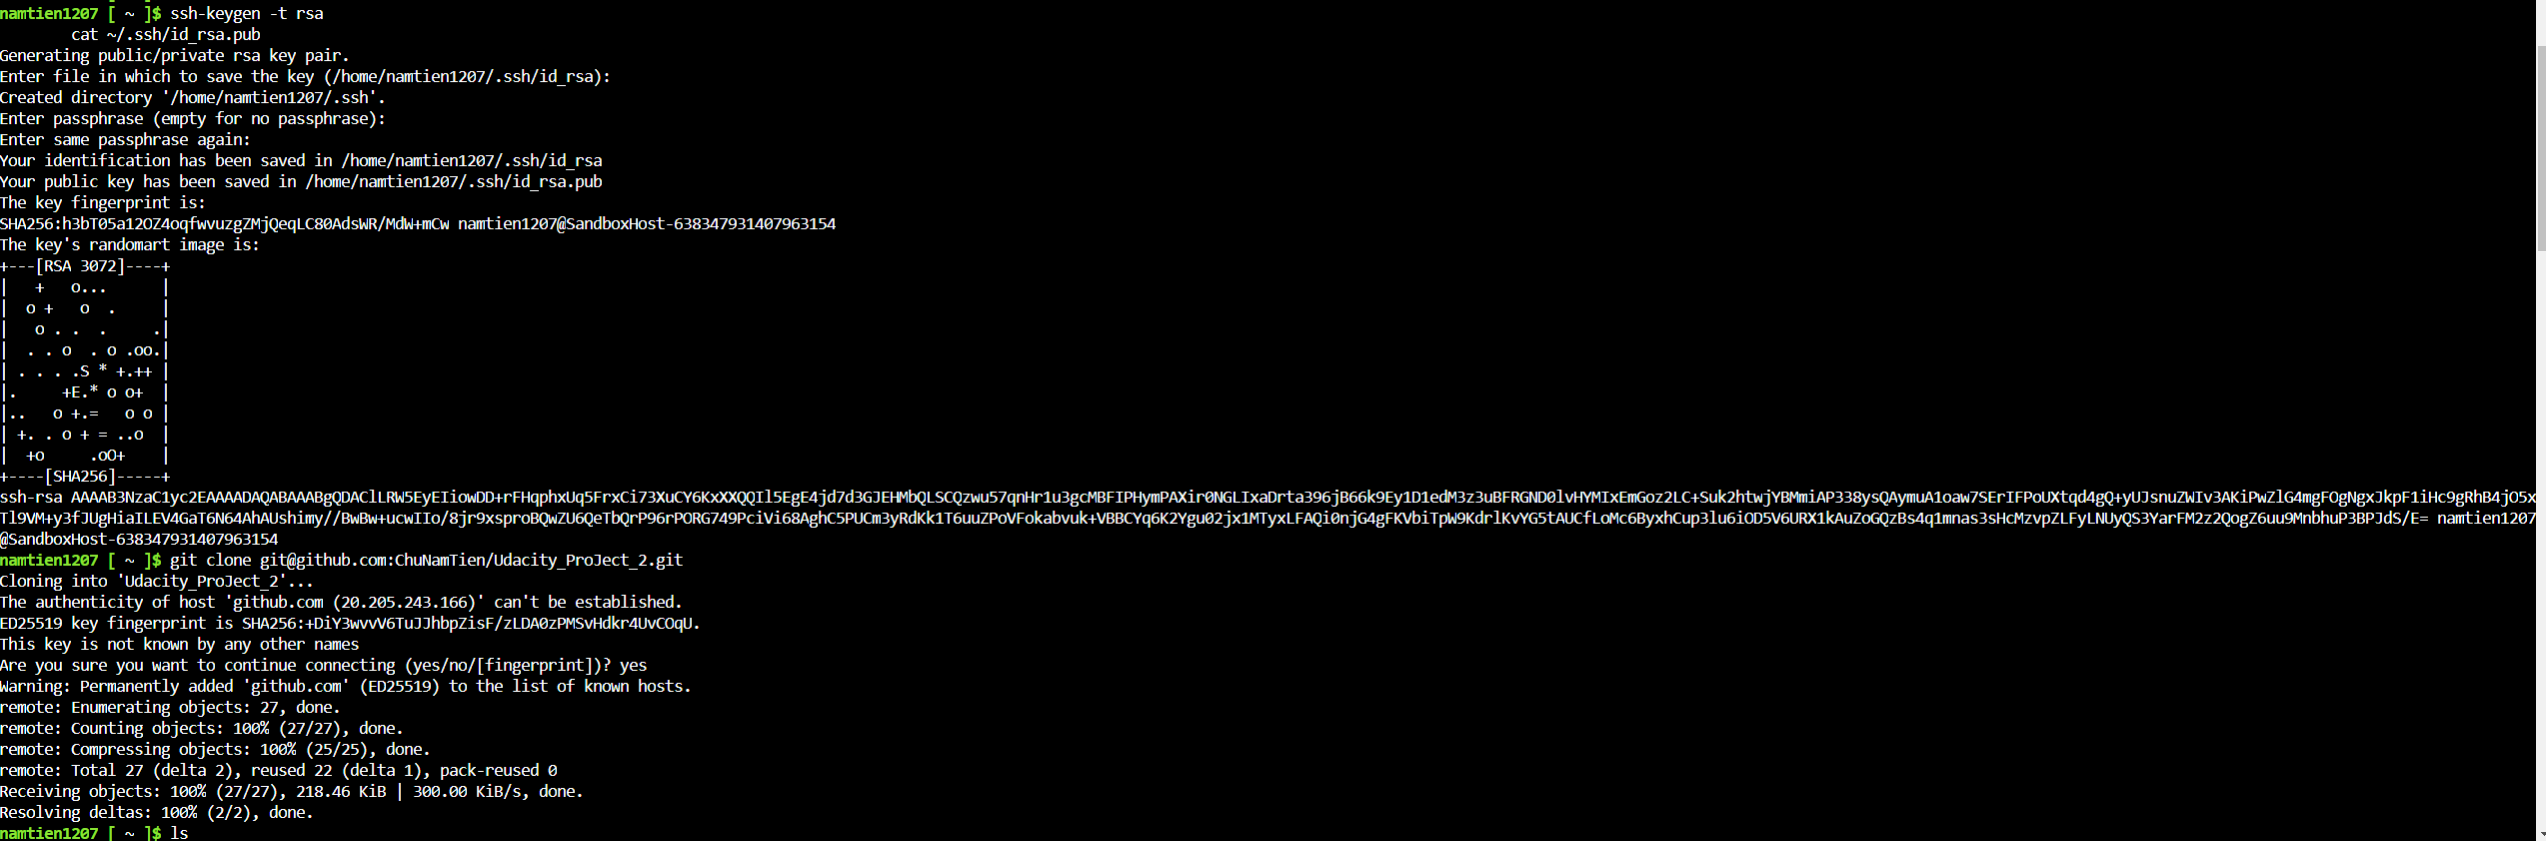 namtien1207 [ ~ ]$ ssh-keygen -t rsa
        cat ~/.ssh/id_rsa.pub
Generating public/private rsa key pair.
Enter file in which to save the key (/home/namtien1207/.ssh/id_rsa):
Created directory '/home/namtien1207/.ssh'.
Enter passphrase (empty for no passphrase):
Enter same passphrase again:
Your identification has been saved in /home/namtien1207/.ssh/id_rsa
Your public key has been saved in /home/namtien1207/.ssh/id_rsa.pub
The key fingerprint is:
SHA256:h3bT05a12OZ4oqfwvuzgZMjQeqLC80AdsWR/MdW+mCw namtien1207@SandboxHost-638347931407963154
The key's randomart image is:
+---[RSA 3072]----+
|   +   o...      |
|  o +   o  .     |
|   o . .  .     .|
|  . . o  . o .oo.|
| . . . .S * +.++ |
|.     +E.* o o+  |
|..   o +.=   o o |
| +. . o + = ..o  |
|  +o     .oO+    |
+----[SHA256]-----+
ssh-rsa AAAAB3NzaC1yc2EAAAADAQABAAABgQDAClLRW5EyEIiowDD+rFHqphxUq5FrxCi73XuCY6KxXXQQIl5EgE4jd7d3GJEHMbQLSCQzwu57qnHr1u3gcMBFIPHymPAXir0NGLIxaDrta396jB66k9Ey1D1edM3z3uBFRGND0lvHYMIxEmGoz2LC+Suk2htwjYBMmiAP338ysQAymuA1oaw7SErIFPoUXtqd4gQ+yUJsnuZWIv3AKiPwZlG4mgFOgNgxJkpF1iHc9gRhB4jO5x
Tl9VM+y3fJUgHiaILEV4GaT6N64AhAUshimy//BwBw+ucwIIo/8jr9xsproBQwZU6QeTbQrP96rPORG749PciVi68AghC5PUCm3yRdKk1T6uuZPoVFokabvuk+VBBCYq6K2Ygu02jx1MTyxLFAQi0njG4gFKVbiTpW9KdrlKvYG5tAUCfLoMc6ByxhCup3lu6iOD5V6URX1kAuZoGQzBs4q1mnas3sHcMzvpZLFyLNUyQS3YarFM2z2QogZ6uu9MnbhuP3BPJdS/E= namtien1207
@SandboxHost-638347931407963154
namtien1207 [ ~ ]$ git clone git@github.com:ChuNamTien/Udacity_ProJect_2.git
Cloning into 'Udacity_ProJect_2'...
The authenticity of host 'github.com (20.205.243.166)' can't be established.
ED25519 key fingerprint is SHA256:+DiY3wvvV6TuJJhbpZisF/zLDA0zPMSvHdkr4UvCOqU.
This key is not known by any other names
Are you sure you want to continue connecting (yes/no/[fingerprint])? yes
Warning: Permanently added 'github.com' (ED25519) to the list of known hosts.
remote: Enumerating objects: 27, done.
remote: Counting objects: 100% (27/27), done.
remote: Compressing objects: 100% (25/25), done.
remote: Total 27 (delta 2), reused 22 (delta 1), pack-reused 0
Receiving objects: 100% (27/27), 218.46 KiB | 300.00 KiB/s, done.
Resolving deltas: 100% (2/2), done.
namtien1207 [ ~ ]$ ls